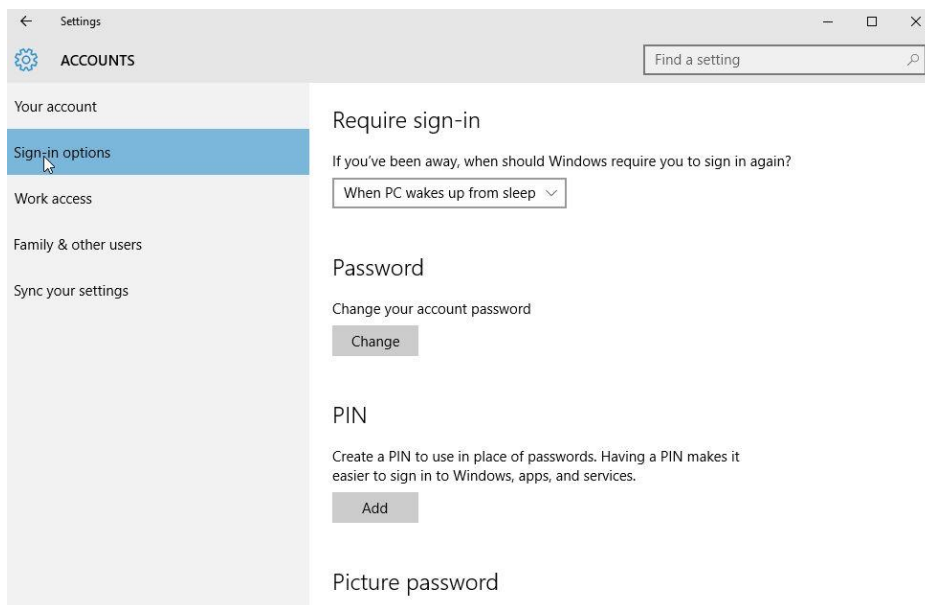 Settings
ACCOUNTS
Find a setting
Your account
Sign-in options
Work access
Family & other users
Sync your settings
Require sign-in
If you've been away, when should Windows require you to sign in again?
When PC wakes up from sleep
Password
Change your account password
Change
PIN
Create a PIN to use in place of passwords. Having a PIN makes it
easier to sign in to Windows, apps, and services.
Add
Picture password